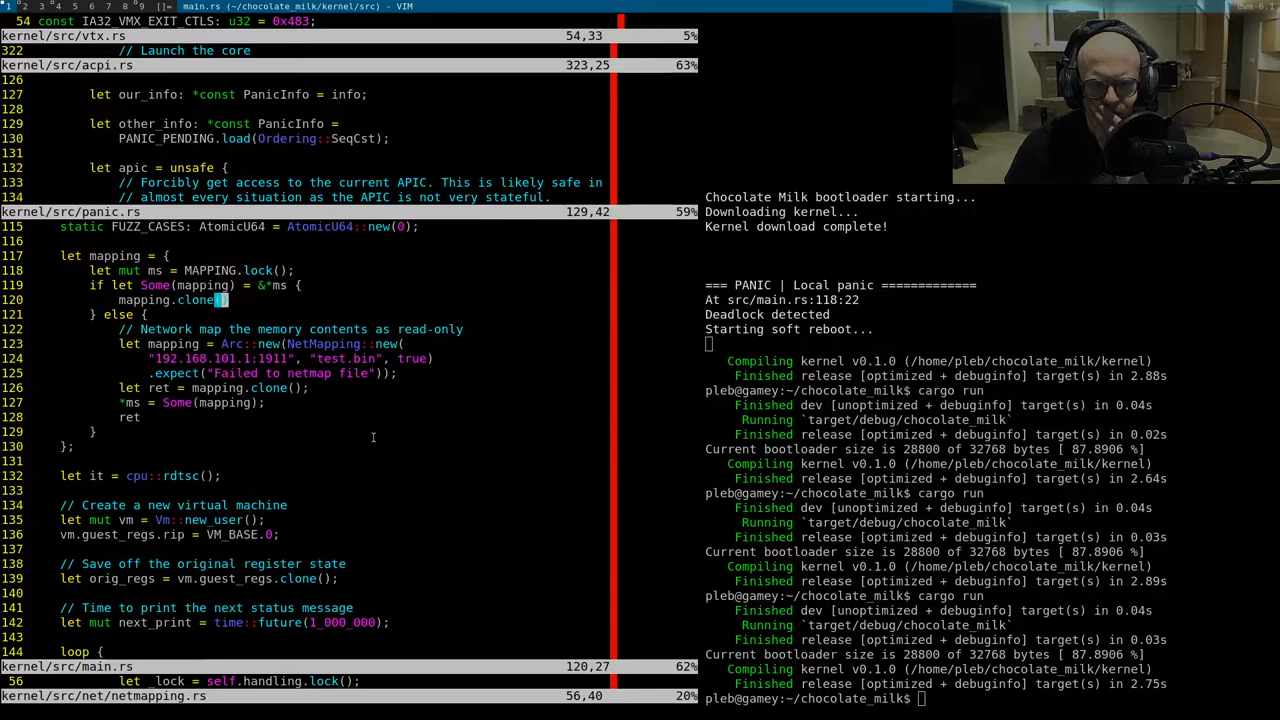 1 2 3 4 5 6 7 8 9 []= main.rs (~/chocolate_milk/kernel/src) - VIM
dwm-6.1
54 const IA32_VMX_EXIT_CTLS: u32 = 0x483;
kernel/src/vtx.rs 54,33 5%
322 // Launch the core
kernel/src/acpi.rs 323,25 63%
126
127 let our_info: *const PanicInfo = info;
128
129 let other_info: *const PanicInfo =
130 PANIC_PENDING.load(Ordering::SeqCst);
131
132 let apic = unsafe {
133 // Forcibly get access to the current APIC. This is likely safe in
134 // almost every situation as the APIC is not very stateful.
kernel/src/panic.rs 129,42 59%
115 static FUZZ_CASES: AtomicU64 = AtomicU64::new(0);
116
117 let mapping = {
118 let mut ms = MAPPING.lock();
119 if let Some(mapping) = &*ms {
120 mapping.clone()
121 } else {
122 // Network map the memory contents as read-only
123 let mapping = Arc::new(NetMapping::new(
124 "192.168.101.1:1911", "test.bin", true)
125 .expect("Failed to netmap file"));
126 let ret = mapping.clone();
127 *ms = Some(mapping);
128 ret
129 }
130 };
131
132 let it = cpu::rdtsc();
133
134 // Create a new virtual machine
135 let mut vm = Vm::new_user();
136 vm.guest_regs.rip = VM_BASE.0;
137
138 // Save off the original register state
139 let orig_regs = vm.guest_regs.clone();
140
141 // Time to print the next status message
142 let mut next_print = time::future(1_000_000);
143
144 loop {
kernel/src/main.rs 120,27 62%
56 let _lock = self.handling.lock();
kernel/src/net/netmapping.rs 56,40 20%
Chocolate Milk bootloader starting...
Downloading kernel...
Kernel download complete!
=== PANIC | Local panic =============
At src/main.rs:118:22
Deadlock detected
Starting soft reboot...
Compiling kernel v0.1.0 (/home/pleb/chocolate_milk/kernel)
Finished release [optimized + debuginfo] target(s) in 2.88s
pleb@gamey:~/chocolate_milk$ cargo run
Finished dev [unoptimized + debuginfo] target(s) in 0.04s
Running `target/debug/chocolate_milk`
Finished release [optimized + debuginfo] target(s) in 0.02s
Current bootloader size is 28800 of 32768 bytes [ 87.8906 %]
Compiling kernel v0.1.0 (/home/pleb/chocolate_milk/kernel)
Finished release [optimized + debuginfo] target(s) in 2.64s
pleb@gamey:~/chocolate_milk$ cargo run
Finished dev [unoptimized + debuginfo] target(s) in 0.04s
Running `target/debug/chocolate_milk`
Finished release [optimized + debuginfo] target(s) in 0.03s
Current bootloader size is 28800 of 32768 bytes [ 87.8906 %]
Compiling kernel v0.1.0 (/home/pleb/chocolate_milk/kernel)
Finished release [optimized + debuginfo] target(s) in 2.89s
pleb@gamey:~/chocolate_milk$ cargo run
Finished dev [unoptimized + debuginfo] target(s) in 0.04s
Running `target/debug/chocolate_milk`
Finished release [optimized + debuginfo] target(s) in 0.03s
Current bootloader size is 28800 of 32768 bytes [ 87.8906 %]
Compiling kernel v0.1.0 (/home/pleb/chocolate_milk/kernel)
Finished release [optimized + debuginfo] target(s) in 2.75s
pleb@gamey:~/chocolate_milk$